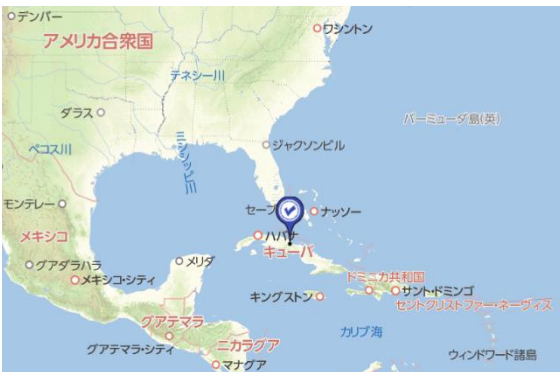 デンバー
ワシントン
アメリカ合衆国
テネシー川
ダラス
バーミューダ島(英)
ペコス川
ミシシッピ川
ジャクソンビル
モンテレー
セーブ
ナッソー
メキシコ
ハバナ
キューバ
グアダラハラ
メリダ
メキシコ・シティ
ドミニカ共和国
サント・ドミンゴ
キングストン
セントクリストファー・ネーヴィズ
グアテマラ
カリブ海
グアテマラ・シティ
ニカラグア
ウィンドワード諸島
マナグア